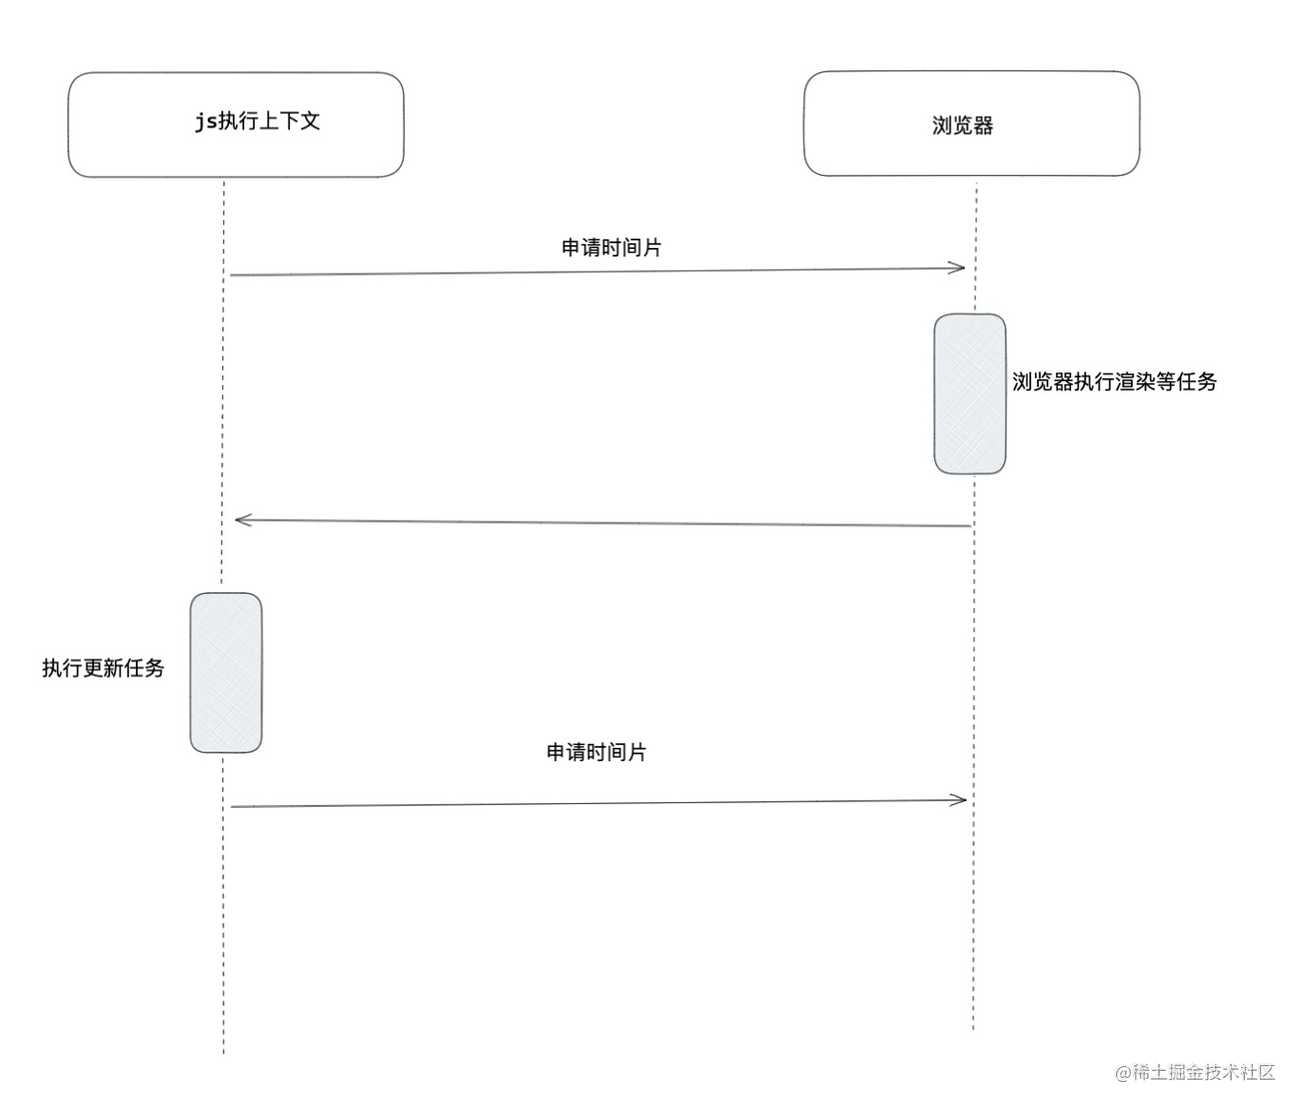 js执行上下文
浏览器
申请时间片
浏览器执行渲染等任务
执行更新任务
申请时间片
@稀土掘金技术社区